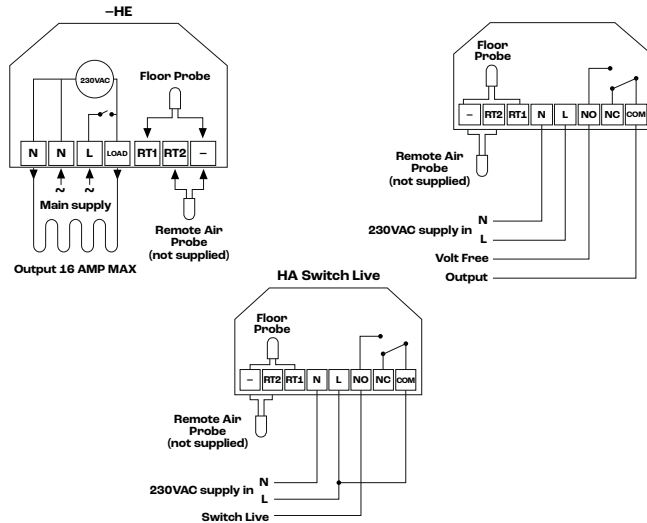 –HE
230VAC
Floor Probe
N N L LOAD RT1 RT2 –
~ ~
Main supply
Output 16 AMP MAX
Remote Air
Probe
(not supplied)
Floor
Probe
– RT2 RT1 N L NO NC COM
Remote Air
Probe
(not supplied)
N
230VAC supply in
L
Volt Free
Output
HA Switch Live
Floor
Probe
– RT2 RT1 N L NO NC COM
Remote Air
Probe
(not supplied)
N
230VAC supply in
L
Switch Live